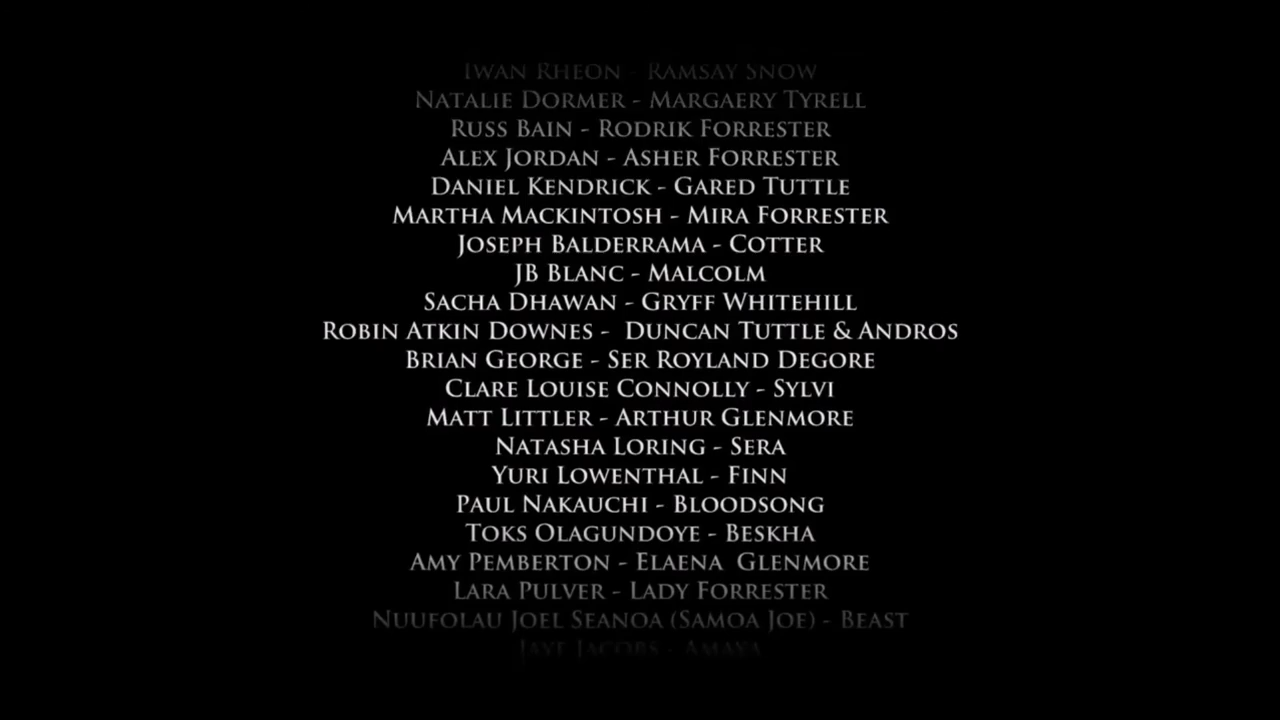 Iwan Rheon - Ramsay Snow
Natalie Dormer - Margaery Tyrell
Russ Bain - Rodrik Forrester
Alex Jordan - Asher Forrester
Daniel Kendrick - Gared Tuttle
Martha Mackintosh - Mira Forrester
Joseph Balderrama - Cotter
JB Blanc - Malcolm
Sacha Dhawan - Gryff Whitehill
Robin Atkin Downes -  Duncan Tuttle & Andros
Brian George - Ser Royland Degore
Clare Louise Connolly - Sylvi
Matt Littler - Arthur Glenmore
Natasha Loring - Sera
Yuri Lowenthal - Finn
Paul Nakauchi - Bloodsong
Toks Olagundoye - Beskha
Amy Pemberton - Elaena  Glenmore
Lara Pulver - Lady Forrester
Nuufolau Joel Seanoa (Samoa Joe) - Beast
Jaye Jacobs - Amaya